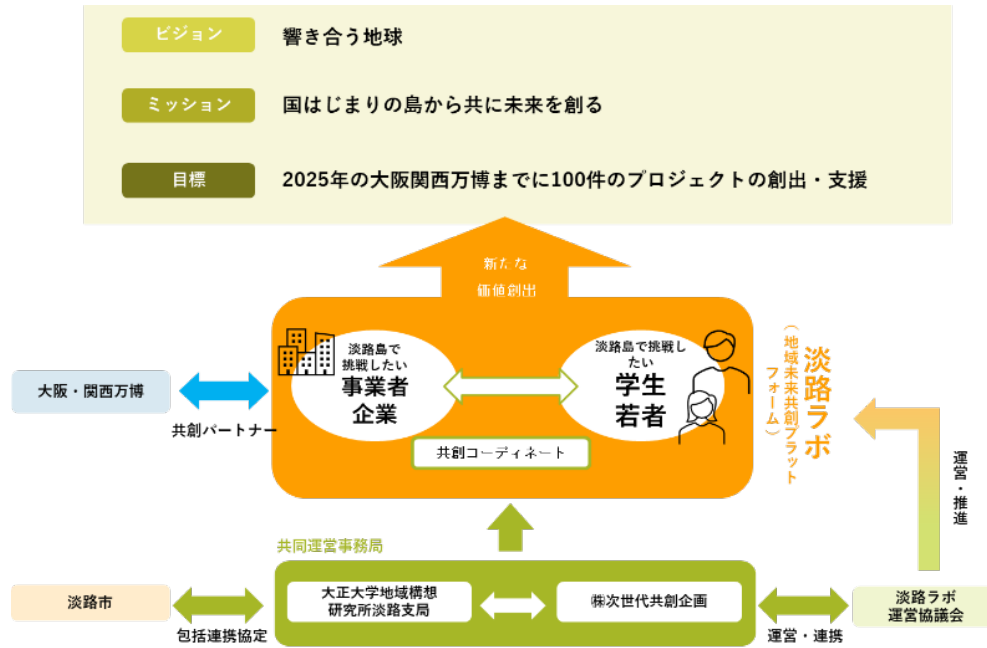 ビジョン
響き合う地球
ミッション
国はじまりの島から共に未来を創る
目標
2025年の大阪関西万博までに100件のプロジェクトの創出・支援
新たな
価値創出
淡路島で
挑戦したい
事業者
企業
淡路島で挑戦し
たい
学生
若者
共創コーディネート
淡路ラボ
（地域未来共創プラット
フォーム）
大阪・関西万博
共創パートナー
運営・推進
共同運営事務局
淡路市
包括連携協定
大正大学地域構想
研究所淡路支局
㈱次世代共創企画
運営・連携
淡路ラボ
運営協議会